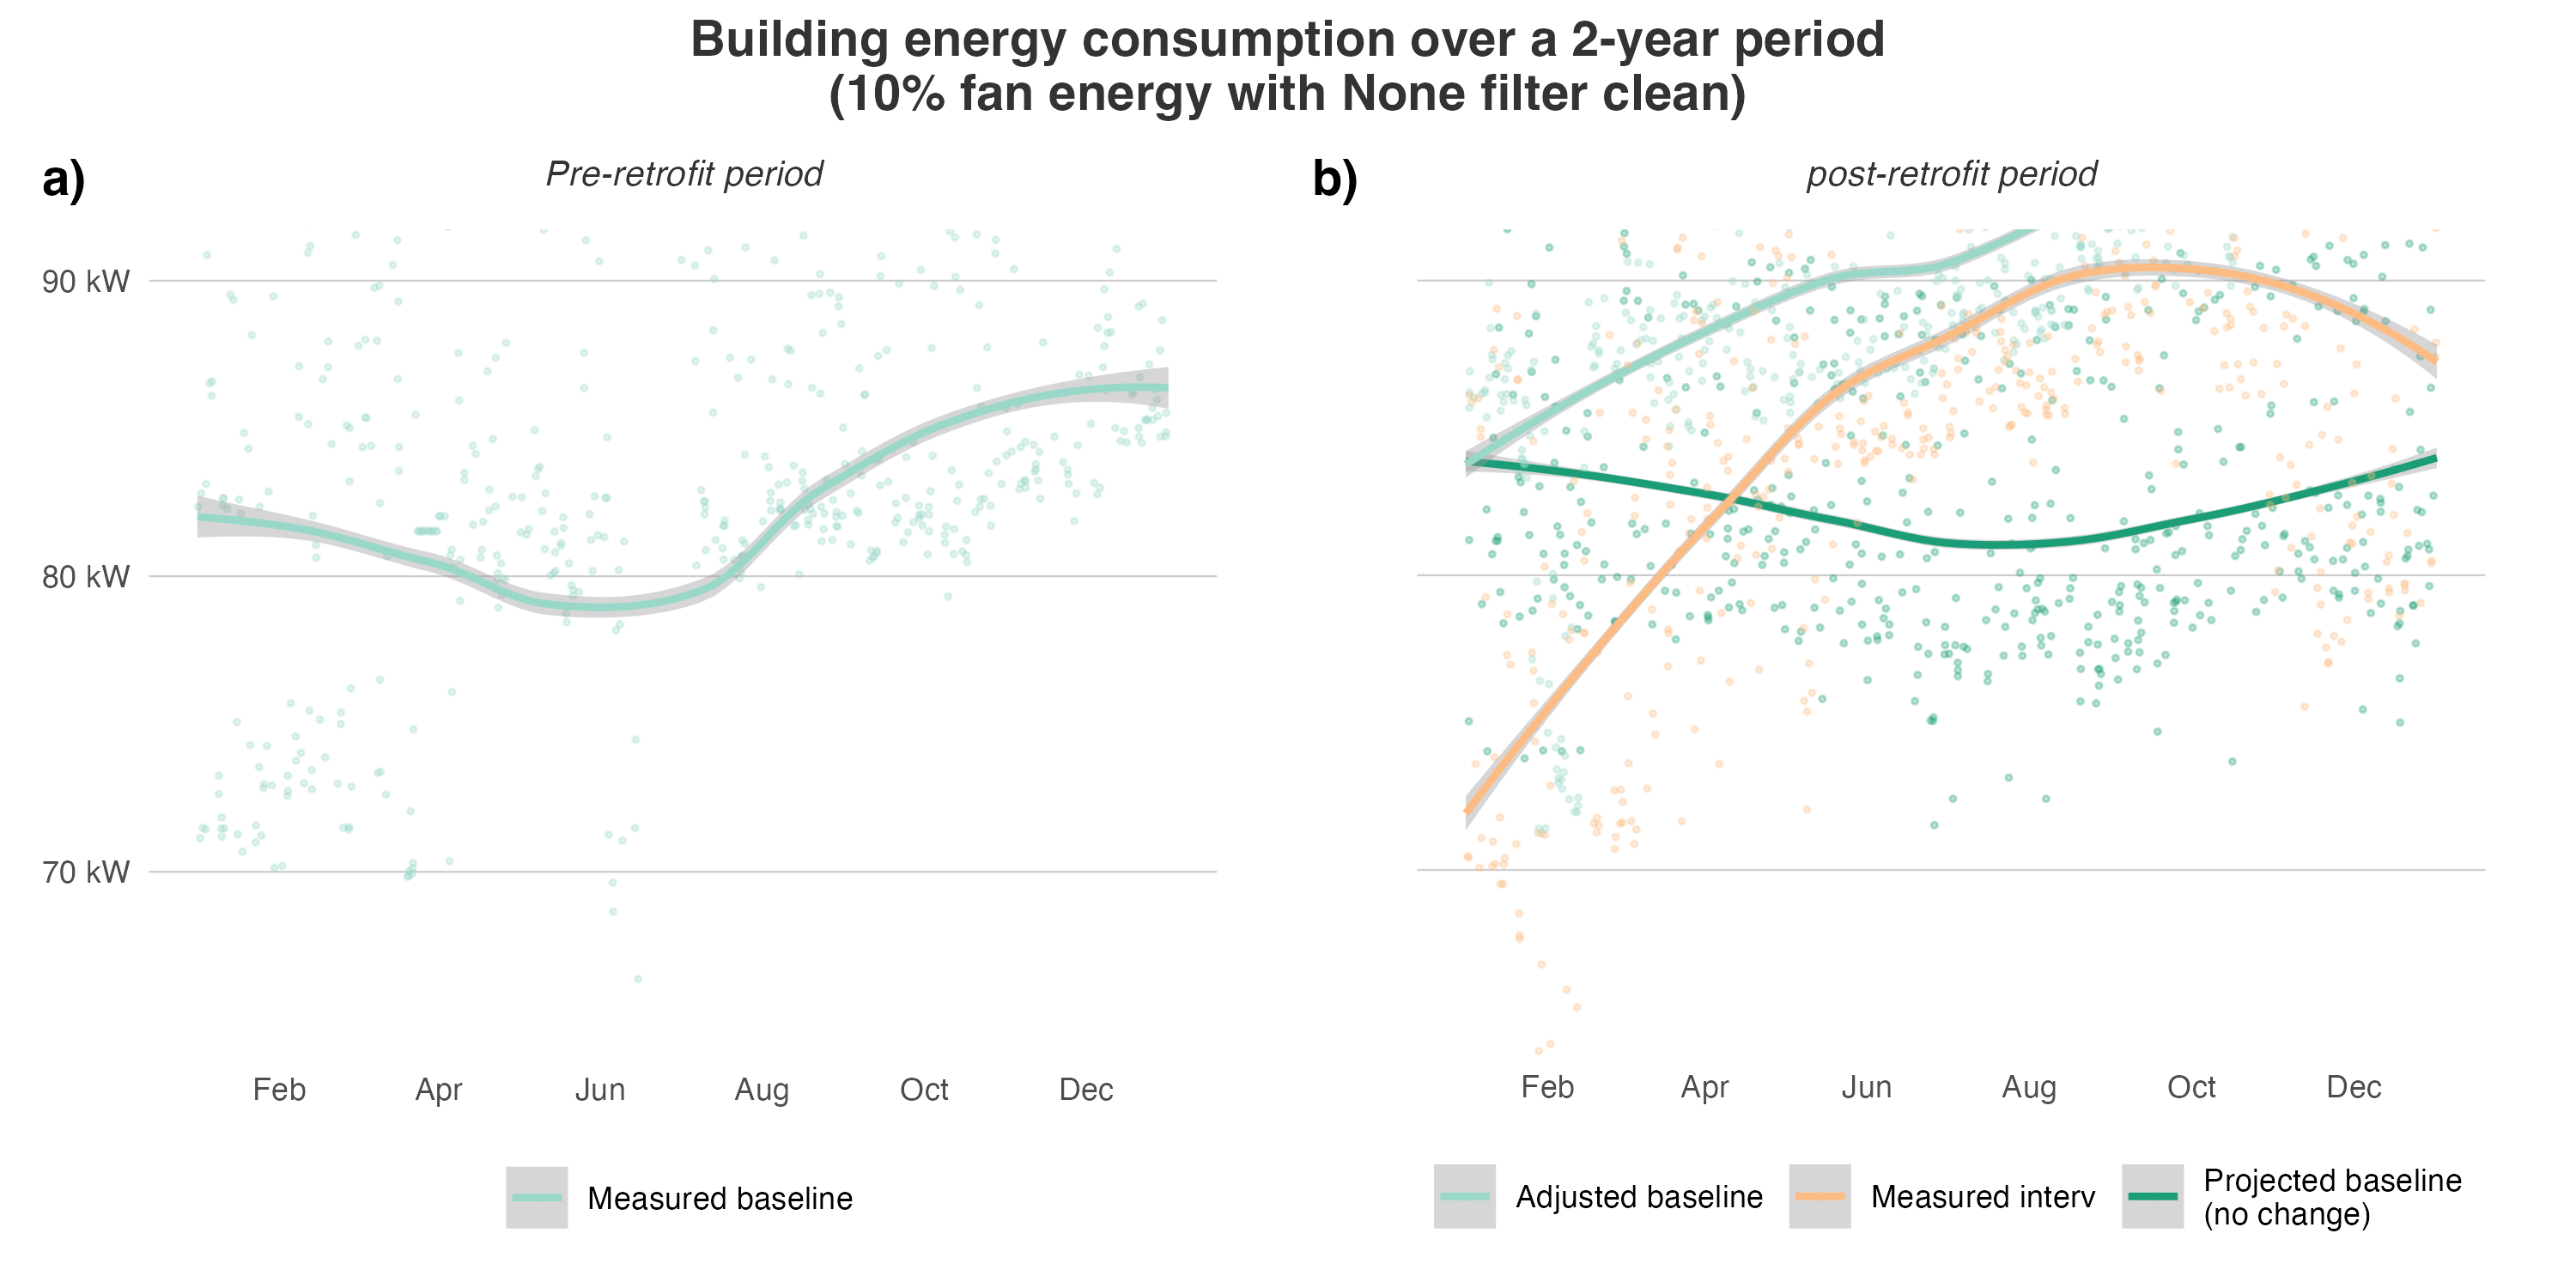 Building energy consumption over a 2-year period
(10% fan energy with None filter clean)
a)
Pre-retrofit period
90 kW
80 kW
70 kW
Feb Apr Jun Aug Oct Dec
Measured baseline
b)
post-retrofit period
Feb Apr Jun Aug Oct Dec
Adjusted baseline
Measured interv
Projected baseline
(no change)